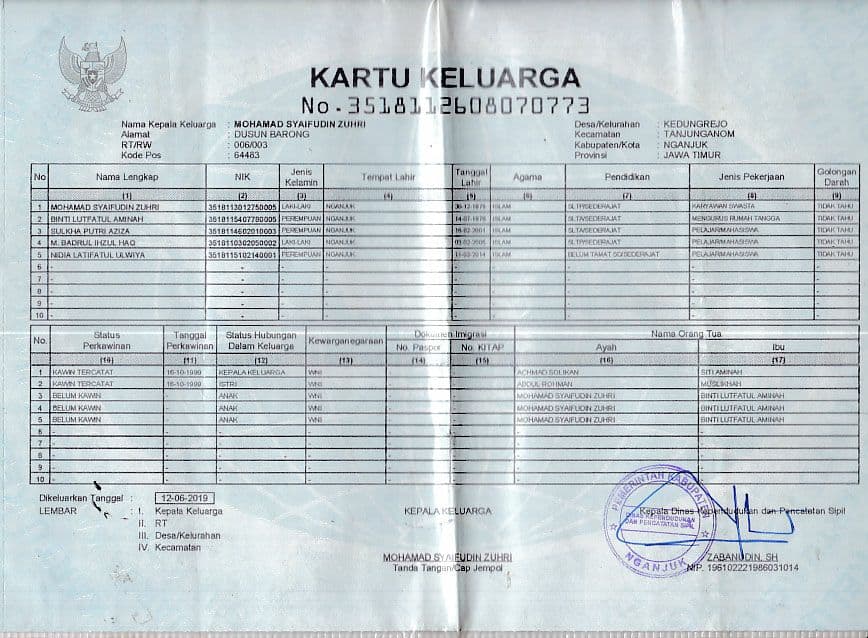 KARTU KELUARGA
No. 3518112608070773
Nama Kepala Keluarga : MOHAMAD SYAIFUDIN ZUHRI Desa/Kelurahan : KEDUNGREJO
Alamat : DUSUN BARONG Kecamatan : TANJUNGANOM
RT/RW : 006/003 Kabupaten/Kota : NGANJUK
Kode Pos : 64483 Provinsi : JAWA TIMUR
No Nama Lengkap NIK Jenis Kelamin Tempat Lahir Tanggal Lahir Agama Pendidikan Jenis Pekerjaan Golongan Darah
(1) (2) (3) (4) (5) (6) (7) (8) (9)
1 MOHAMAD SYAIFUDIN ZUHRI 3518113012750005 LAKI-LAKI NGANJUK 30-12-1975 ISLAM SLTP/SEDERAJAT KARYAWAN SWASTA TIDAK TAHU
2 BINTI LUTFATUL AMINAH 3518115407780005 PEREMPUAN NGANJUK 14-07-1978 ISLAM SLTA/SEDERAJAT MENGURUS RUMAH TANGGA TIDAK TAHU
3 SULKHA PUTRI AZIZA 3518114602010003 PEREMPUAN NGANJUK ISLAM SLTP/SEDERAJAT PELAJAR/MAHASISWA TIDAK TAHU
4 M. BADRUL IHZUL HAQ 3518110302050002 LAKI-LAKI NGANJUK ISLAM SLTP/SEDERAJAT PELAJAR/MAHASISWA TIDAK TAHU
5 NIDIA LATIFATUL ULWIYA 3518115102140001 PEREMPUAN NGANJUK ISLAM BELUM TAMAT SD/SEDERAJAT PELAJAR/MAHASISWA TIDAK TAHU
6 -
7 -
8 -
9 -
10 -
No. Status Perkawinan Tanggal Perkawinan Status Hubungan Dalam Keluarga Kewarganegaraan Dokumen Imigrasi Nama Orang Tua
No. Paspor No. KITAP Ayah Ibu
(10) (11) (12) (13) (14) (15) (16) (17)
1 KAWIN TERCATAT 16-10-1999 KEPALA KELUARGA WNI ACHMAD SOLIKAN SITI AMINAH
2 KAWIN TERCATAT 16-10-1999 ISTRI WNI ABDUL ROHMAN MUSLIKHAH
3 BELUM KAWIN - ANAK WNI MOHAMAD SYAIFUDIN ZUHRI BINTI LUTFATUL AMINAH
4 BELUM KAWIN - ANAK WNI MOHAMAD SYAIFUDIN ZUHRI BINTI LUTFATUL AMINAH
5 BELUM KAWIN - ANAK WNI MOHAMAD SYAIFUDIN ZUHRI BINTI LUTFATUL AMINAH
6 -
7 -
8 -
9 -
10 -
Dikeluarkan Tanggal : 12-06-2019
LEMBAR : I. Kepala Keluarga KEPALA KELUARGA Kepala Dinas Kependudukan dan Pencatatan Sipil
II. RT
III. Desa/Kelurahan
IV. Kecamatan
PEMERINTAH KABUPATEN
DINAS KEPENDUDUKAN
DAN PENCATATAN SIPIL
NGANJUK
MOHAMAD SYAIFUDIN ZUHRI ZABANUDIN, SH
Tanda Tangan/Cap Jempol NIP. 196102221986031014